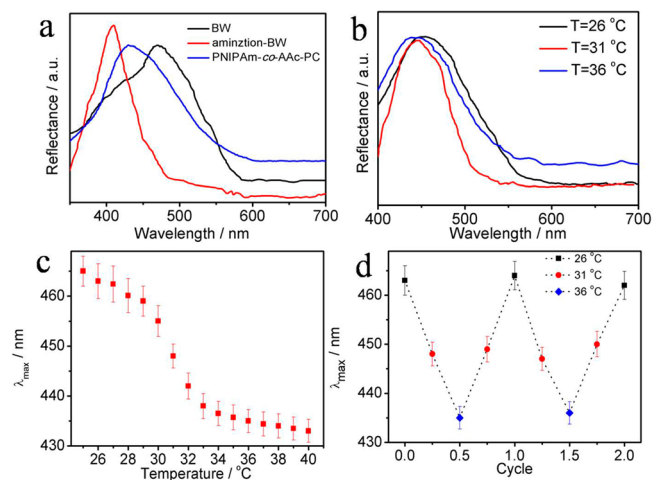 a
BW
aminztion-BW
PNIPAm-co-AAc-PC
Reflectance / a.u.
400 500 600 700
Wavelength / nm
b
T=26 °C
T=31 °C
T=36 °C
Reflectance / a.u.
400 500 600 700
Wavelength / nm
c
460
450
440
430
λmax / nm
26 28 30 32 34 36 38 40
Temperature / °C
d
26 °C
31 °C
36 °C
460
450
440
430
λmax / nm
0.0 0.5 1.0 1.5 2.0
Cycle